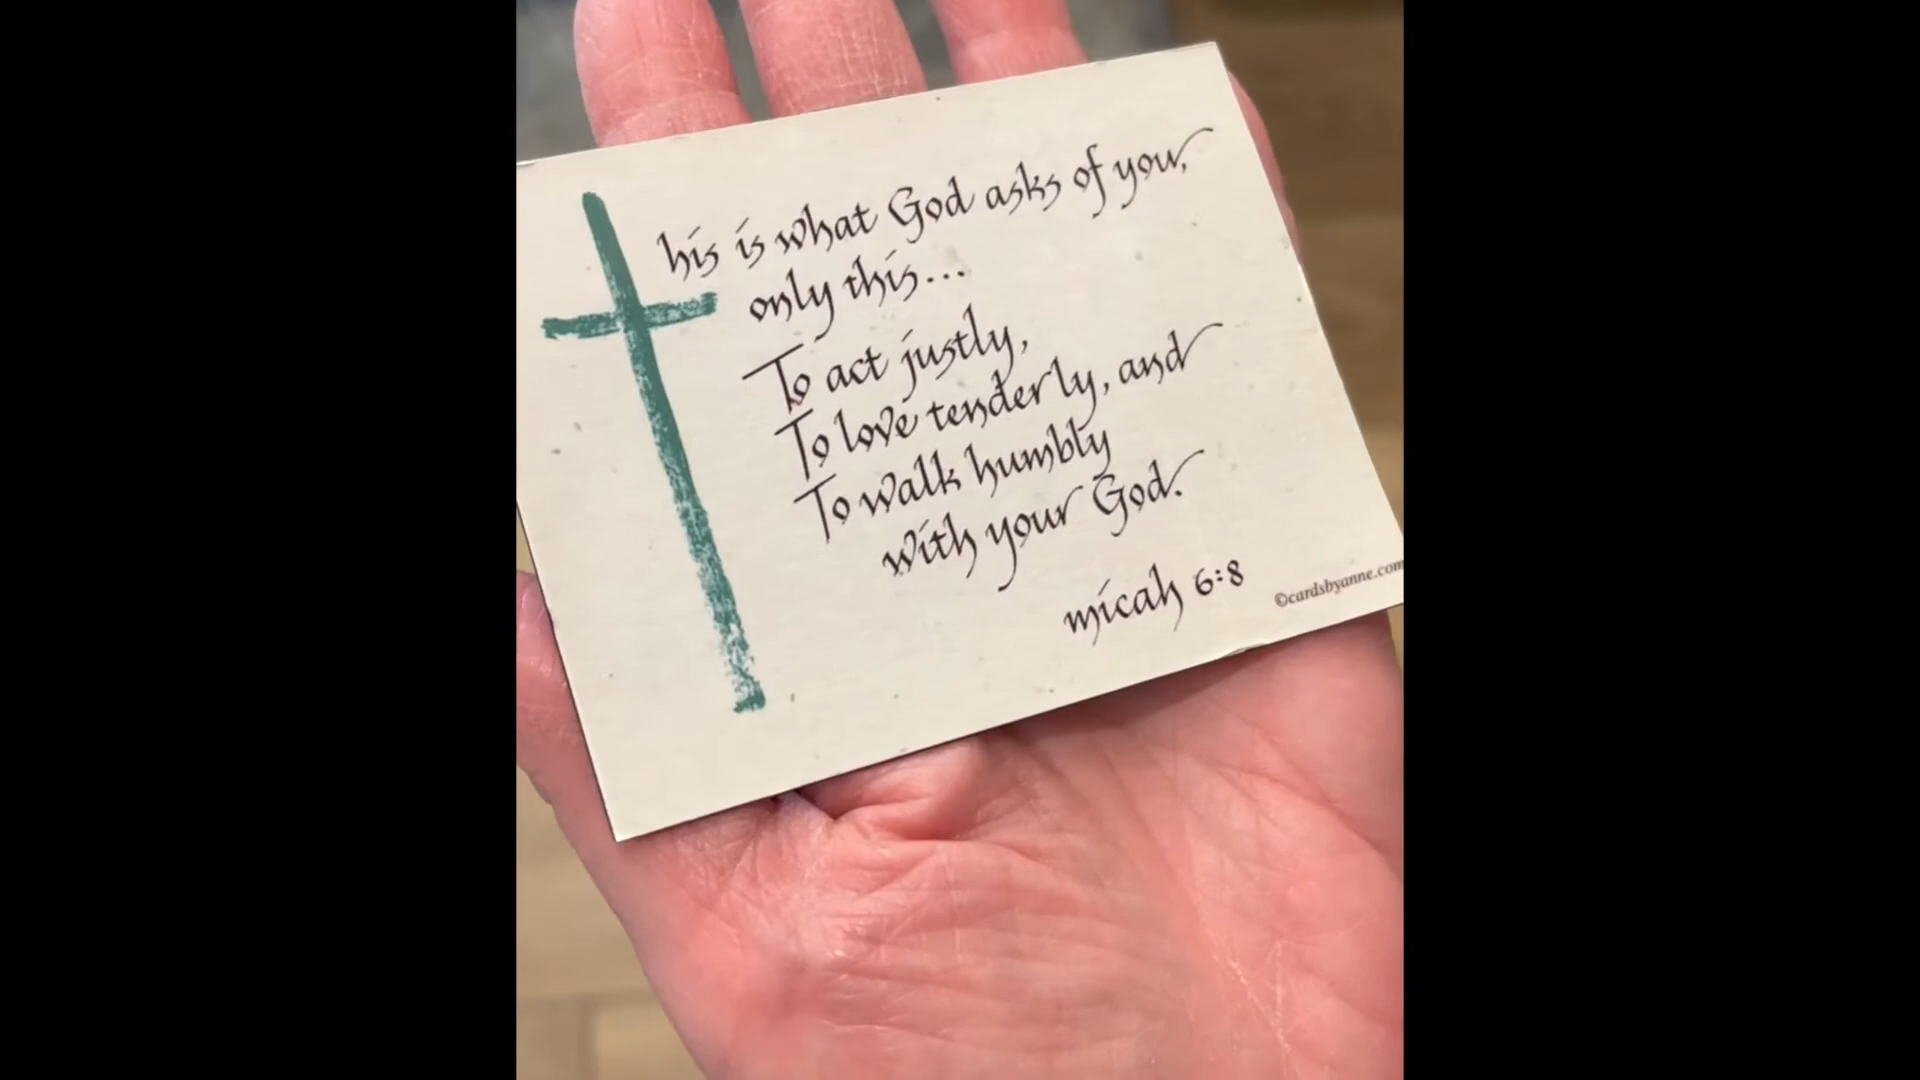 his is what God asks of you,
only this...
To act justly,
To love tenderly, and
To walk humbly
with your God.
micah 6:8
©cardsbyanne.com